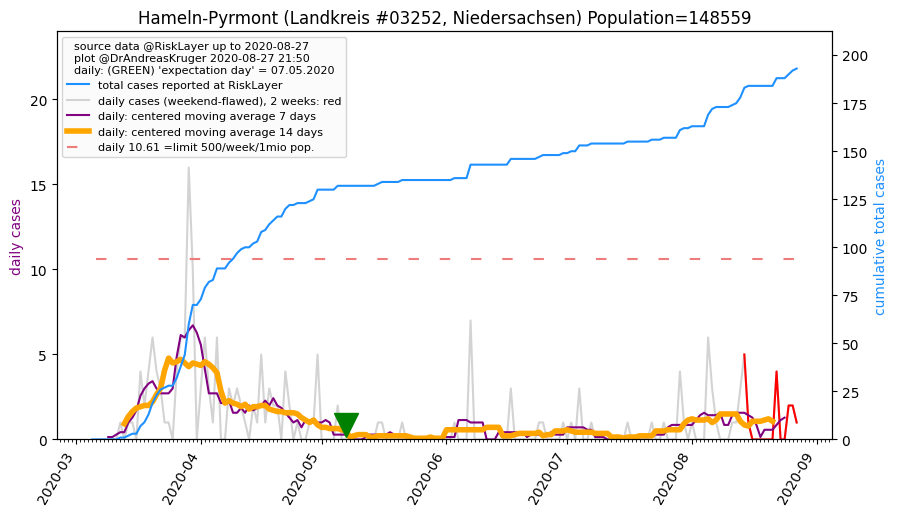 Hameln-Pyrmont (Landkreis #03252, Niedersachsen) Population=148559
source data @RiskLayer up to 2020-08-27
plot @DrAndreasKruger 2020-08-27 21:50
daily: (GREEN) 'expectation day' = 07.05.2020
total cases reported at RiskLayer
daily cases (weekend-flawed), 2 weeks: red
daily: centered moving average 7 days
daily: centered moving average 14 days
daily 10.61 =limit 500/week/1mio pop.
daily cases
20
15
10
5
0
200
175
150
125
100
75
50
25
0
cumulative total cases
2020-03
2020-04
2020-05
2020-06
2020-07
2020-08
2020-09